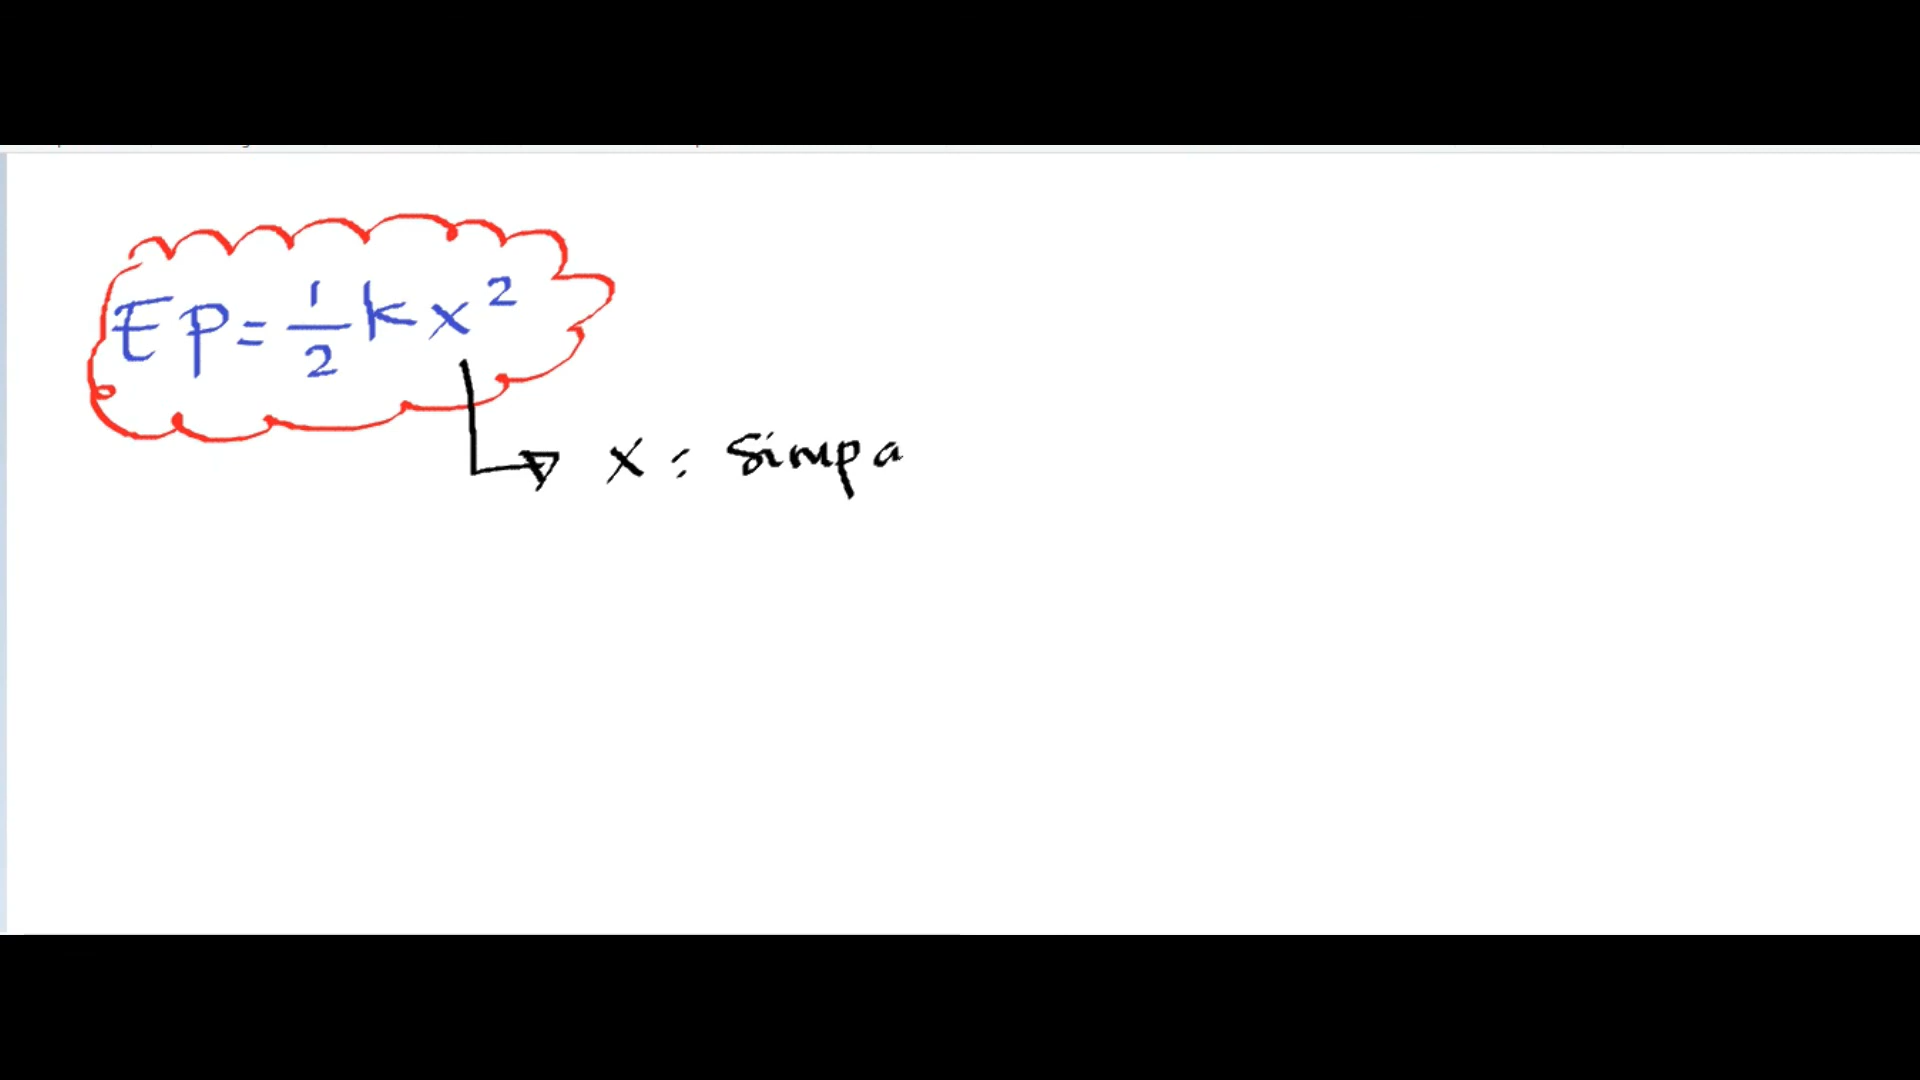 Ep = 1/2 k x²
x = simpa